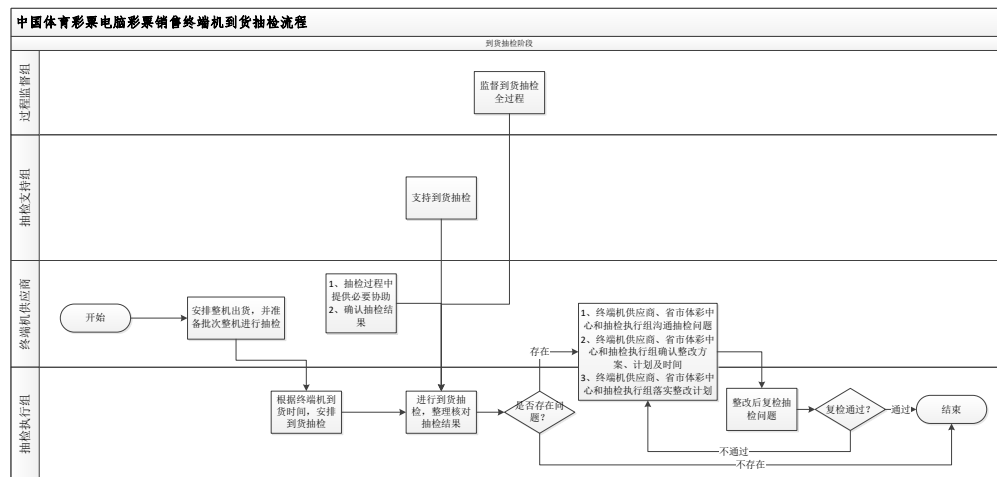 中国体育彩票电脑彩票销售终端机到货抽检流程
到货抽检阶段
过程监督组
监督到货抽检
全过程
抽检支持组
支持到货抽检
终端机供应商
开始
安排整机出货，并准
备批次整机进行抽检
1、抽检过程中
提供必要协助
2、确认抽检结
果
1、终端机供应商、省市体彩中
心和抽检执行组沟通抽检问题
2、终端机供应商、省市体彩中
心和抽检执行组确认整改方
案、计划及时间
3、终端机供应商、省市体彩中
心和抽检执行组落实整改计划
存在
抽检执行组
根据终端机到
货时间，安排
到货抽检
进行到货抽
检，整理核对
抽检结果
是否存在问
题？
整改后复检抽
检问题
复检通过？
通过
结束
不通过
不存在